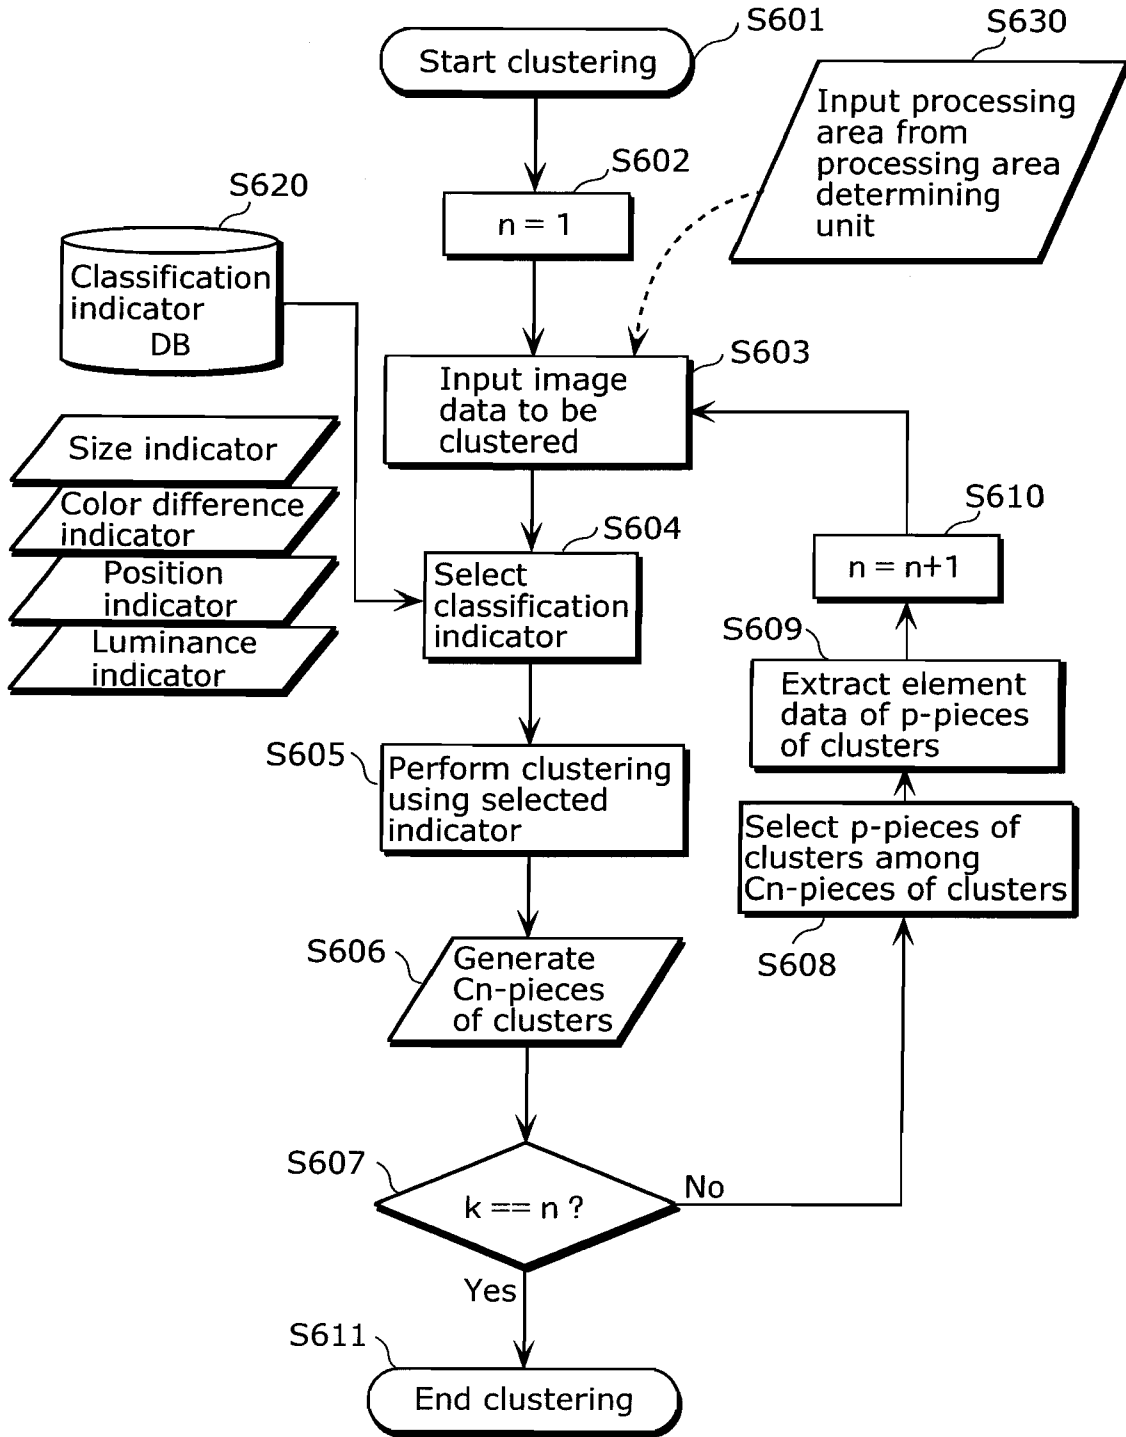 S601
Start clustering
S630
Input processing
area from
processing area
determining
unit
S602
n = 1
S620
Classification
indicator
DB
S603
Input image
data to be
clustered
Size indicator
Color difference
indicator
Position
indicator
Luminance
indicator
S604
Select
classification
indicator
S610
n = n+1
S609
Extract element
data of p-pieces
of clusters
S605
Perform clustering
using selected
indicator
Select p-pieces of
clusters among
Cn-pieces of clusters
S608
S606
Generate
Cn-pieces
of clusters
S607
k == n ?
No
Yes
S611
End clustering